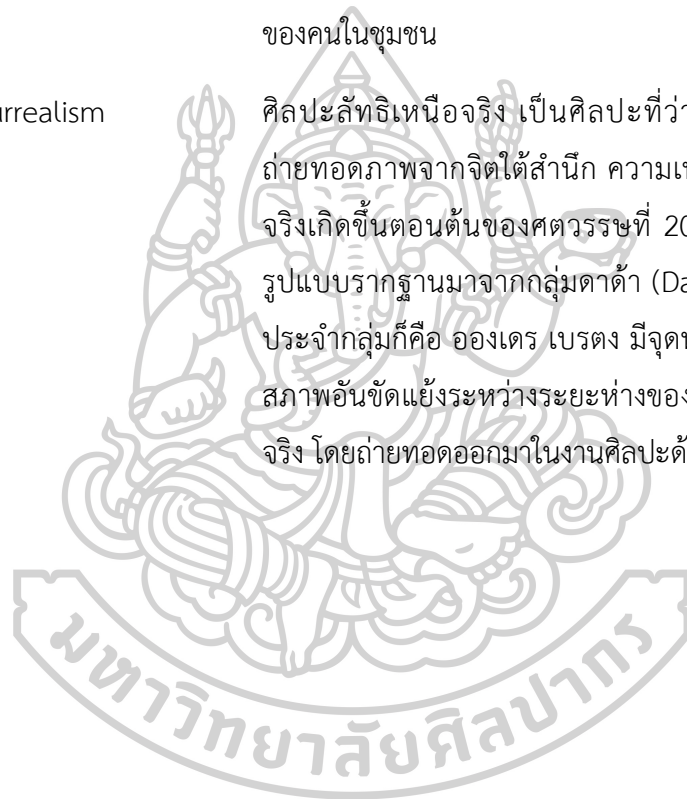 ของคนในชุมชน
urrealism ศิลปะลัทธิเหนือจริง เป็นศิลปะที่ว่า
ถ่ายทอดภาพจากจิตใต้สำนึก ความเ
จริงเกิดขึ้นตอนต้นของศตวรรษที่ 20
รูปแบบรากฐานมาจากกลุ่มดาด้า (Da
ประจำกลุ่มก็คือ อองเดร เบรตง มีจุด
สภาพอันขัดแย้งระหว่างระยะห่างของ
จริง โดยถ่ายทอดออกมาในงานศิลปะด้
มหาวิทยาลัยศิลปากร